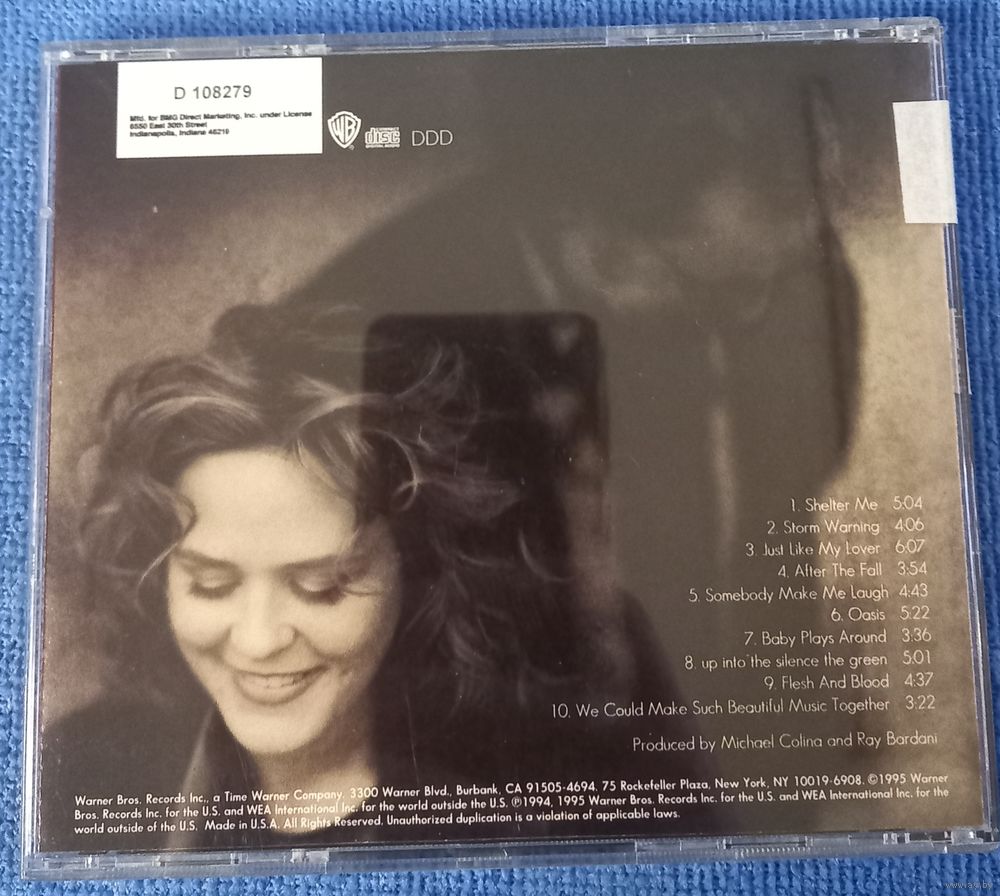 D 108279
Mfd. for BMG Direct Marketing, Inc. under License
6550 East 30th Street
Indianapolis, Indiana 46219
WB
COMPACT
disc
DIGITAL AUDIO
DDD
1. Shelter Me 5:04
2. Storm Warning 4:06
3. Just Like My Lover 6:07
4. After The Fall 3:54
5. Somebody Make Me Laugh 4:43
6. Oasis 5:22
7. Baby Plays Around 3:36
8. up into the silence the green 5:01
9. Flesh And Blood 4:37
10. We Could Make Such Beautiful Music Together 3:22
Produced by Michael Colina and Ray Bardani
Warner Bros. Records Inc., a Time Warner Company. 3300 Warner Blvd., Burbank, CA 91505-4694. 75 Rockefeller Plaza, New York, NY 10019-6908. ©1995 Warner
Bros. Records Inc. for the U.S. and WEA International Inc. for the world outside the U.S. ℗1994, 1995 Warner Bros. Records Inc. for the U.S. and WEA International Inc. for the
world outside of the U.S. Made in U.S.A. All Rights Reserved. Unauthorized duplication is a violation of applicable laws.
www.ay.by